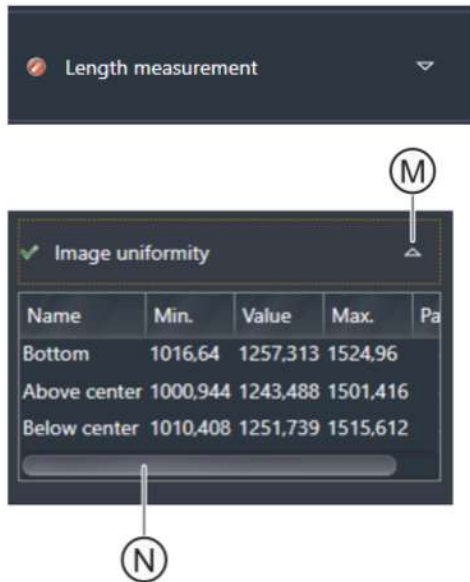 Length measurement
M
Image uniformity
Name Min. Value Max. Pa
Bottom 1016,64 1257,313 1524,96
Above center 1000,944 1243,488 1501,416
Below center 1010,408 1251,739 1515,612
N